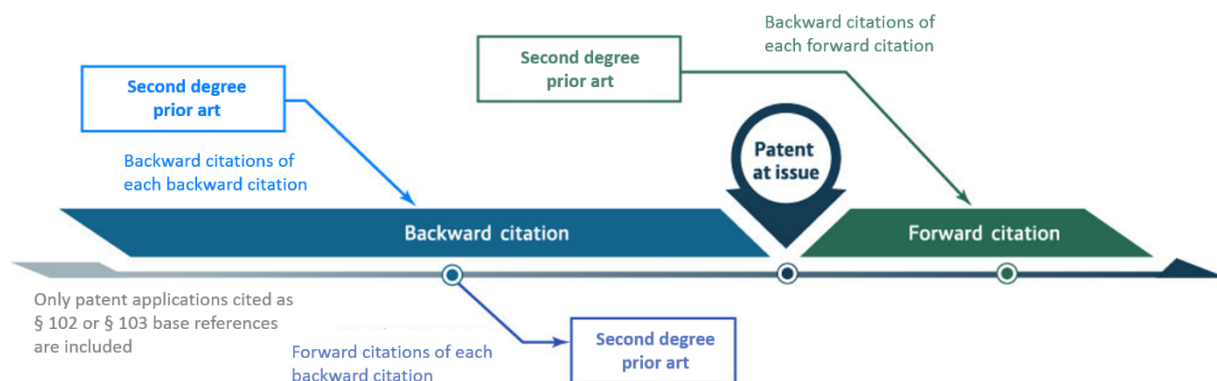 Backward citations of
each forward citation
Second degree
prior art
Second degree
prior art
Backward citations of
each backward citation
Patent
at issue
Backward citation
Forward citation
Only patent applications cited as
§ 102 or § 103 base references
are included
Forward citations of each
backward citation
Second degree
prior art